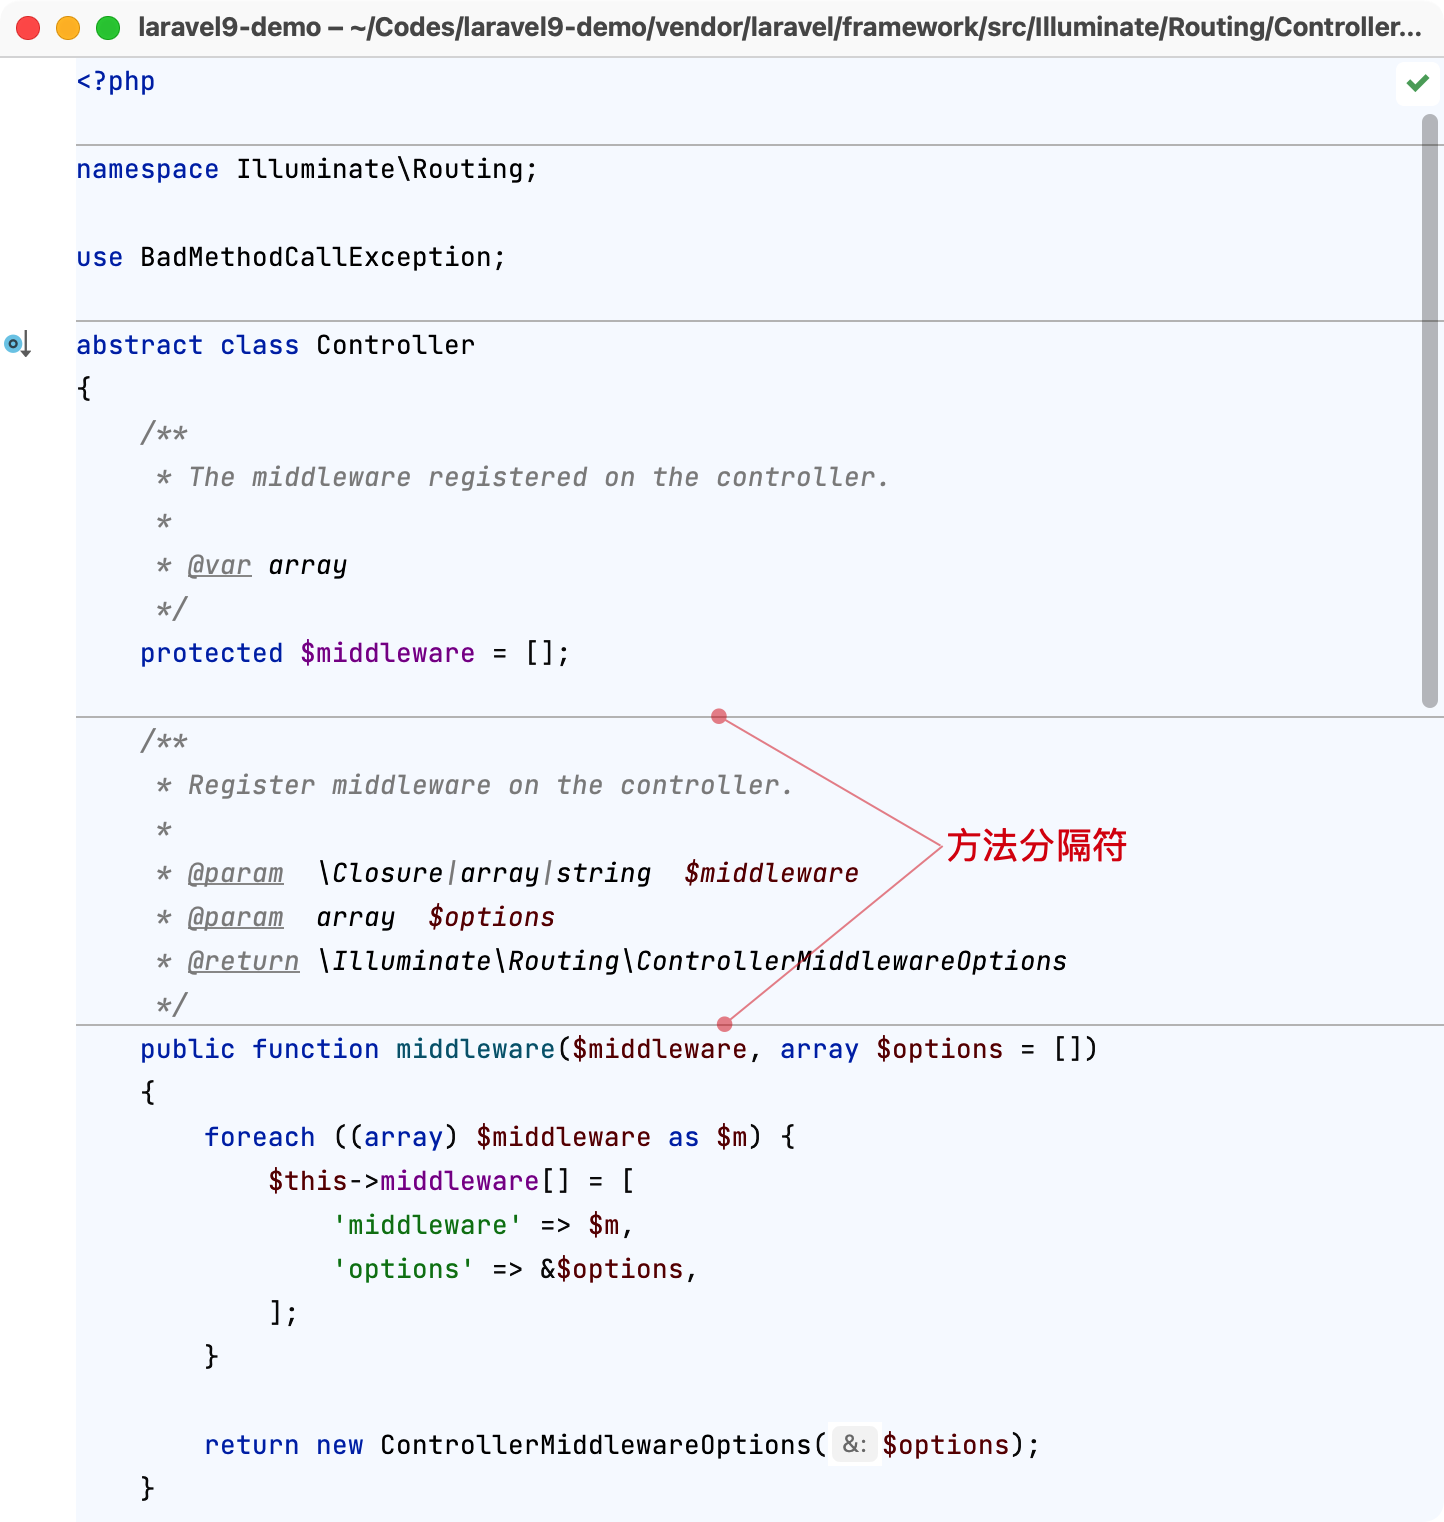 laravel9-demo – ~/Codes/laravel9-demo/vendor/laravel/framework/src/Illuminate/Routing/Controller...
<?php
namespace Illuminate\Routing;
use BadMethodCallException;
abstract class Controller
{
    /**
     * The middleware registered on the controller.
     *
     * @var array
     */
    protected $middleware = [];
    /**
     * Register middleware on the controller.
     *
方法分隔符
     * @param  \Closure|array|string  $middleware
     * @param  array  $options
     * @return \Illuminate\Routing\ControllerMiddlewareOptions
     */
    public function middleware($middleware, array $options = [])
    {
        foreach ((array) $middleware as $m) {
            $this->middleware[] = [
                'middleware' => $m,
                'options' => &$options,
            ];
        }
        return new ControllerMiddlewareOptions( &: $options);
    }